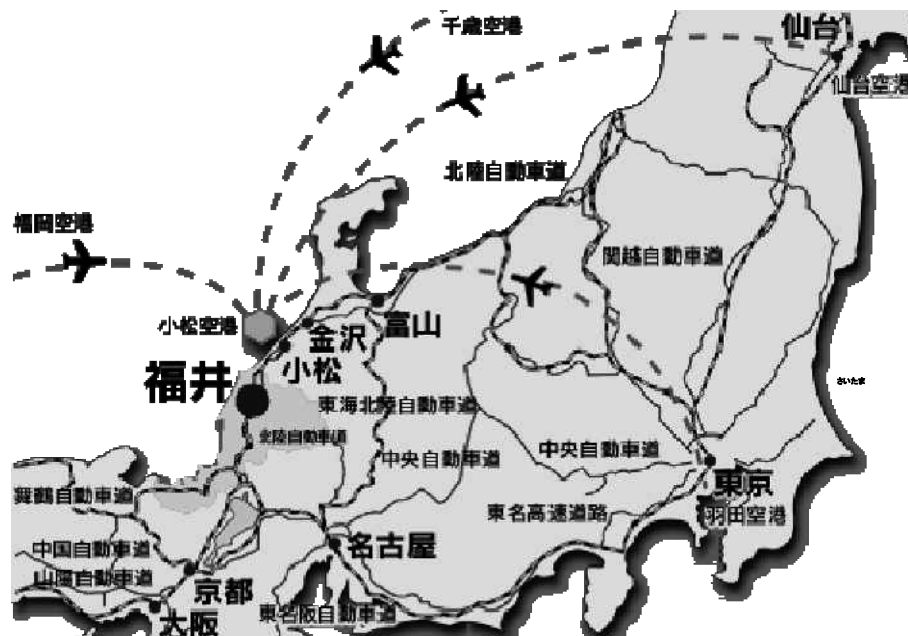 千歳空港
仙台
仙台空港
北陸自動車道
福岡空港
関越自動車道
小松空港
金沢
富山
小松
福井
さいたま
東海北陸自動車道
北陸自動車道
中央自動車道
中央自動車道
東京
舞鶴自動車道
東名高速道路
羽田空港
中国自動車道
名古屋
山陽自動車道
京都
東名阪自動車道
大阪